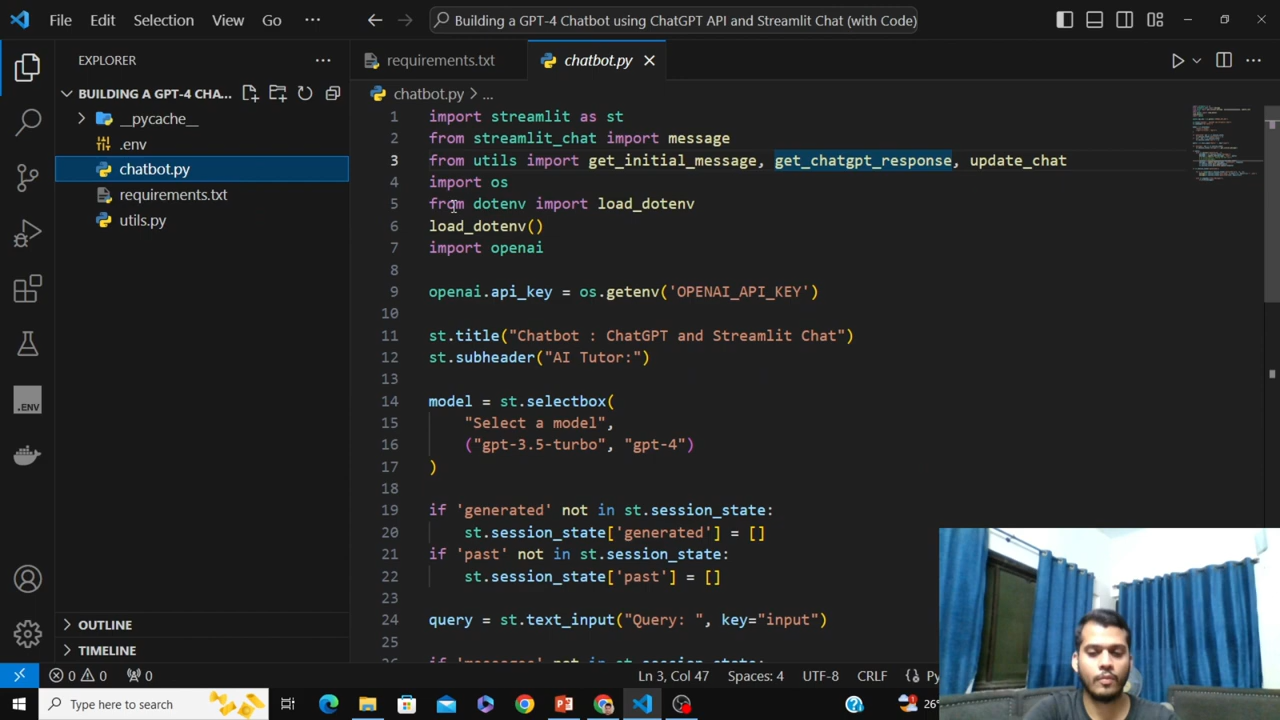 File Edit Selection View Go ···
Building a GPT-4 Chatbot using ChatGPT API and Streamlit Chat (with Code)
EXPLORER
BUILDING A GPT-4 CHA...
__pycache__
.env
chatbot.py
requirements.txt
utils.py
OUTLINE
TIMELINE
.ENV
requirements.txt
chatbot.py
chatbot.py > ...
1 import streamlit as st
2 from streamlit_chat import message
3 from utils import get_initial_message, get_chatgpt_response, update_chat
4 import os
5 from dotenv import load_dotenv
6 load_dotenv()
7 import openai
8
9 openai.api_key = os.getenv('OPENAI_API_KEY')
10
11 st.title("Chatbot : ChatGPT and Streamlit Chat")
12 st.subheader("AI Tutor:")
13
14 model = st.selectbox(
15 "Select a model",
16 ("gpt-3.5-turbo", "gpt-4")
17 )
18
19 if 'generated' not in st.session_state:
20 st.session_state['generated'] = []
21 if 'past' not in st.session_state:
22 st.session_state['past'] = []
23
24 query = st.text_input("Query: ", key="input")
25
0 0 0 Ln 3, Col 47 Spaces: 4 UTF-8 CRLF Py
Type here to search
26°